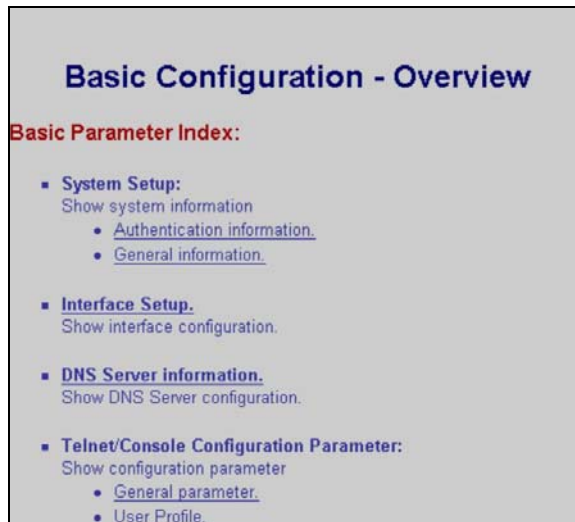 Basic Configuration - Overview
Basic Parameter Index:
System Setup:
Show system information
Authentication information.
General information.
Interface Setup.
Show interface configuration.
DNS Server information.
Show DNS Server configuration.
Telnet/Console Configuration Parameter:
Show configuration parameter
General parameter.
User Profile.